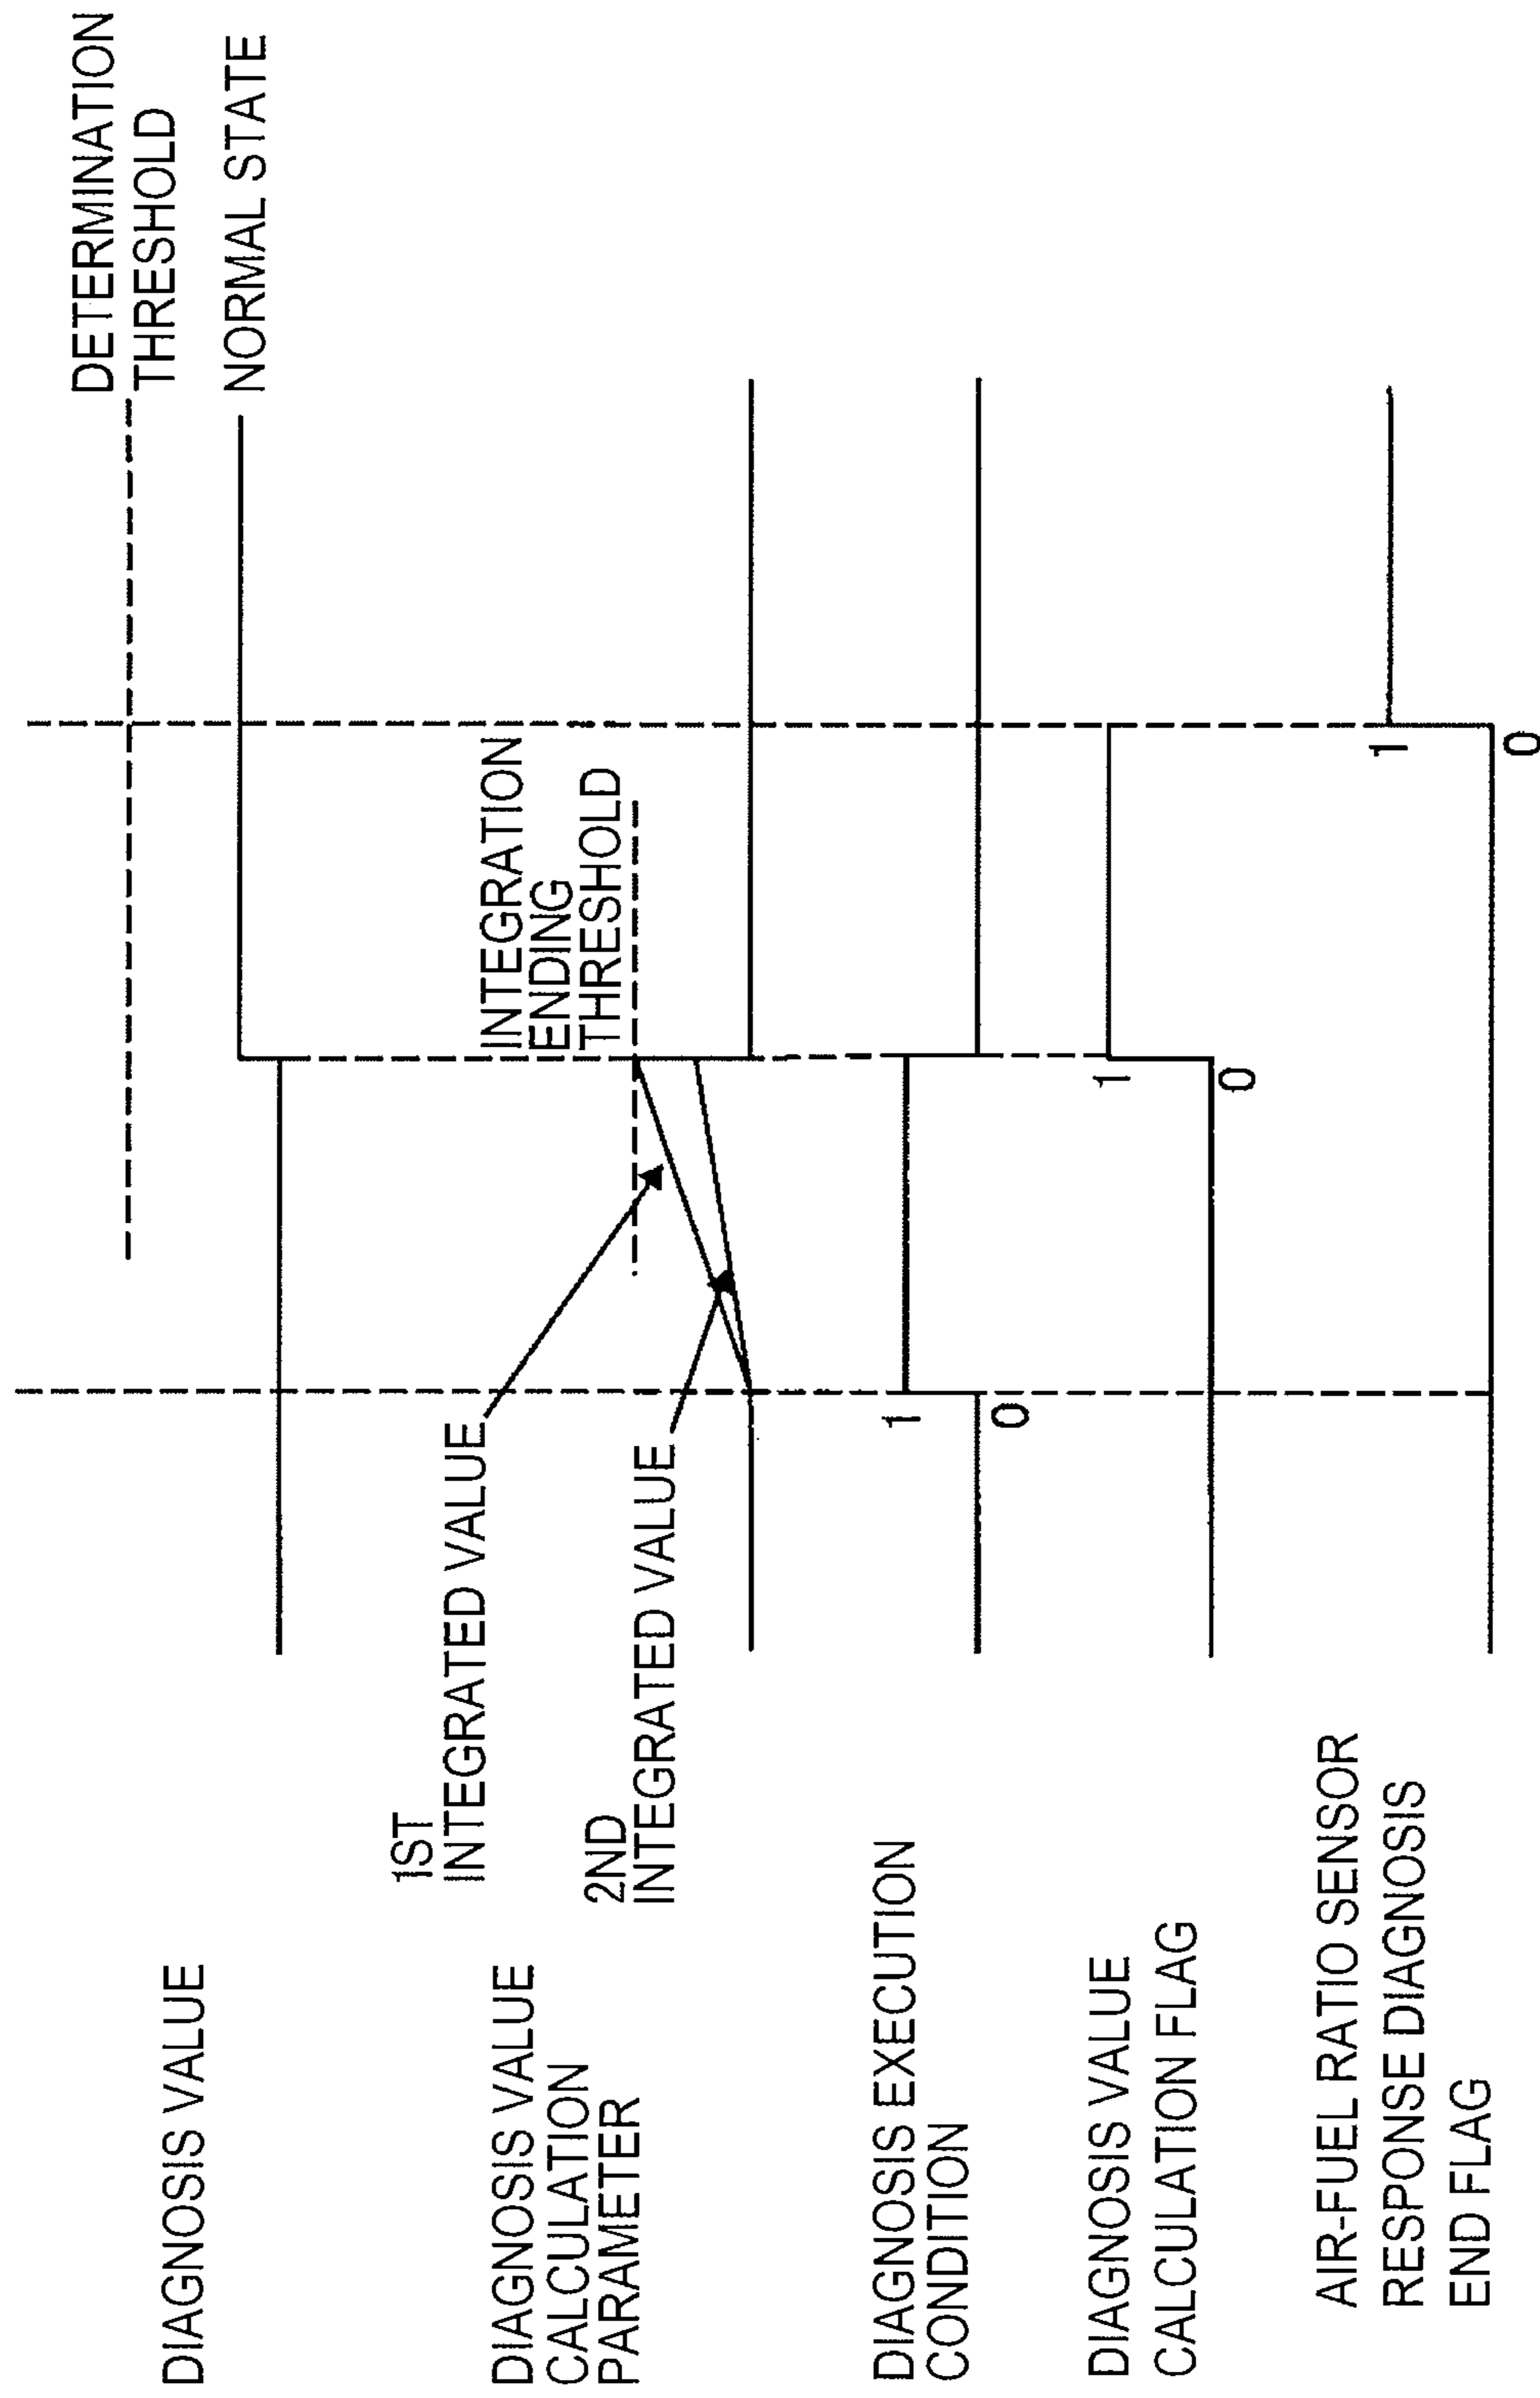 DIAGNOSIS VALUE
DETERMINATION
THRESHOLD
NORMAL STATE
DIAGNOSIS VALUE
CALCULATION
PARAMETER
1ST
INTEGRATED VALUE
2ND
INTEGRATED VALUE
INTEGRATION
ENDING
THRESHOLD
DIAGNOSIS EXECUTION
CONDITION
1
0
DIAGNOSIS VALUE
CALCULATION FLAG
1
0
AIR-FUEL RATIO SENSOR
RESPONSE DIAGNOSIS
END FLAG
1
0